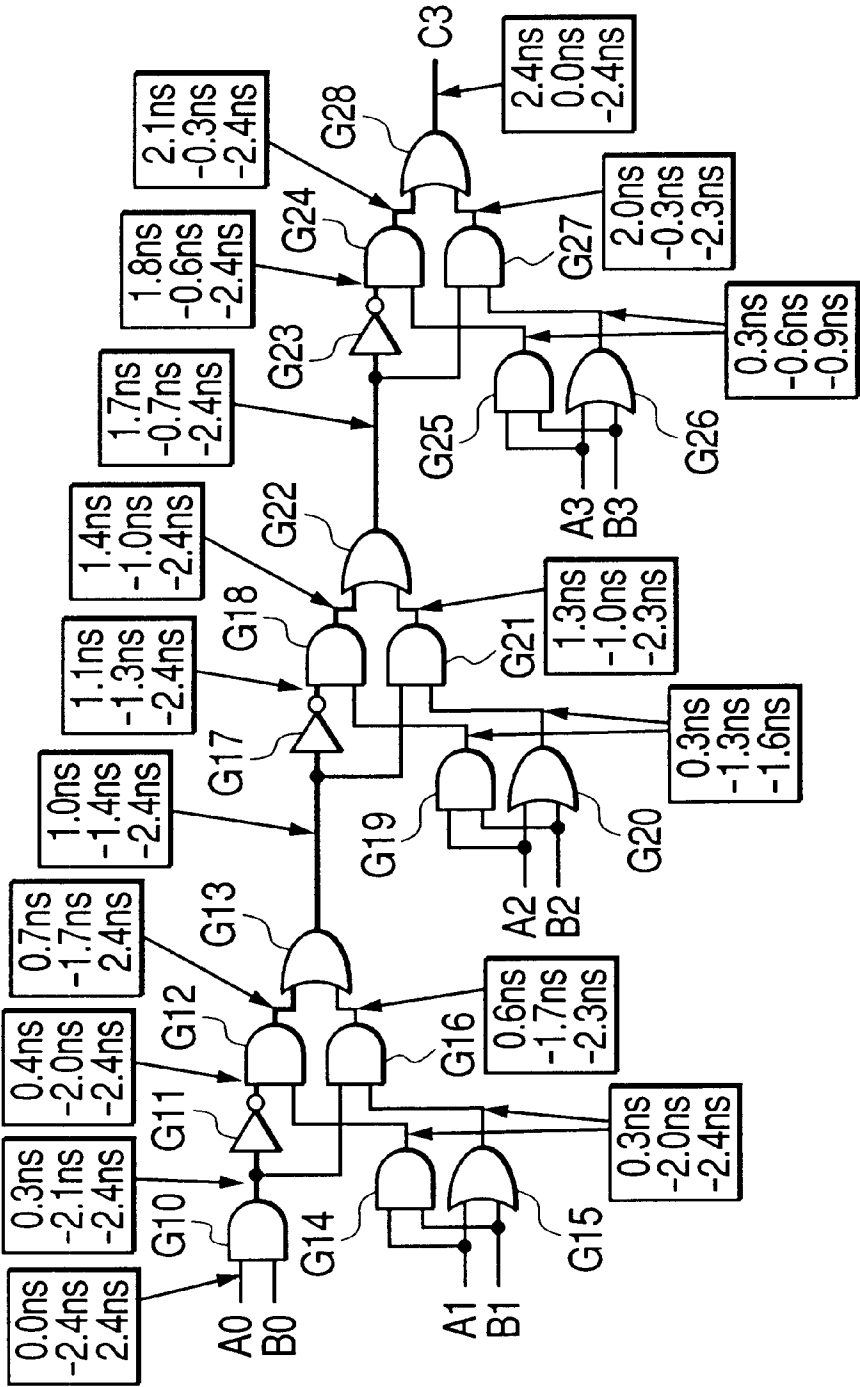 0.0ns
-2.4ns
2.4ns
0.3ns
-2.1ns
-2.4ns
0.4ns
-2.0ns
-2.4ns
0.7ns
-1.7ns
2.4ns
1.0ns
-1.4ns
-2.4ns
1.1ns
-1.3ns
-2.4ns
1.4ns
-1.0ns
-2.4ns
1.7ns
-0.7ns
-2.4ns
1.8ns
-0.6ns
-2.4ns
2.1ns
-0.3ns
-2.4ns
G10
G11
G12
G13
G17
G18
G22
G23
G24
G28
C3
A0
B0
G14
G16
G19
G21
G25
G27
2.4ns
0.0ns
-2.4ns
0.6ns
-1.7ns
-2.3ns
1.3ns
-1.0ns
-2.3ns
2.0ns
-0.3ns
-2.3ns
A1
B1
G15
A2
B2
G20
A3
B3
G26
0.3ns
-2.0ns
-2.4ns
0.3ns
-1.3ns
-1.6ns
0.3ns
-0.6ns
-0.9ns